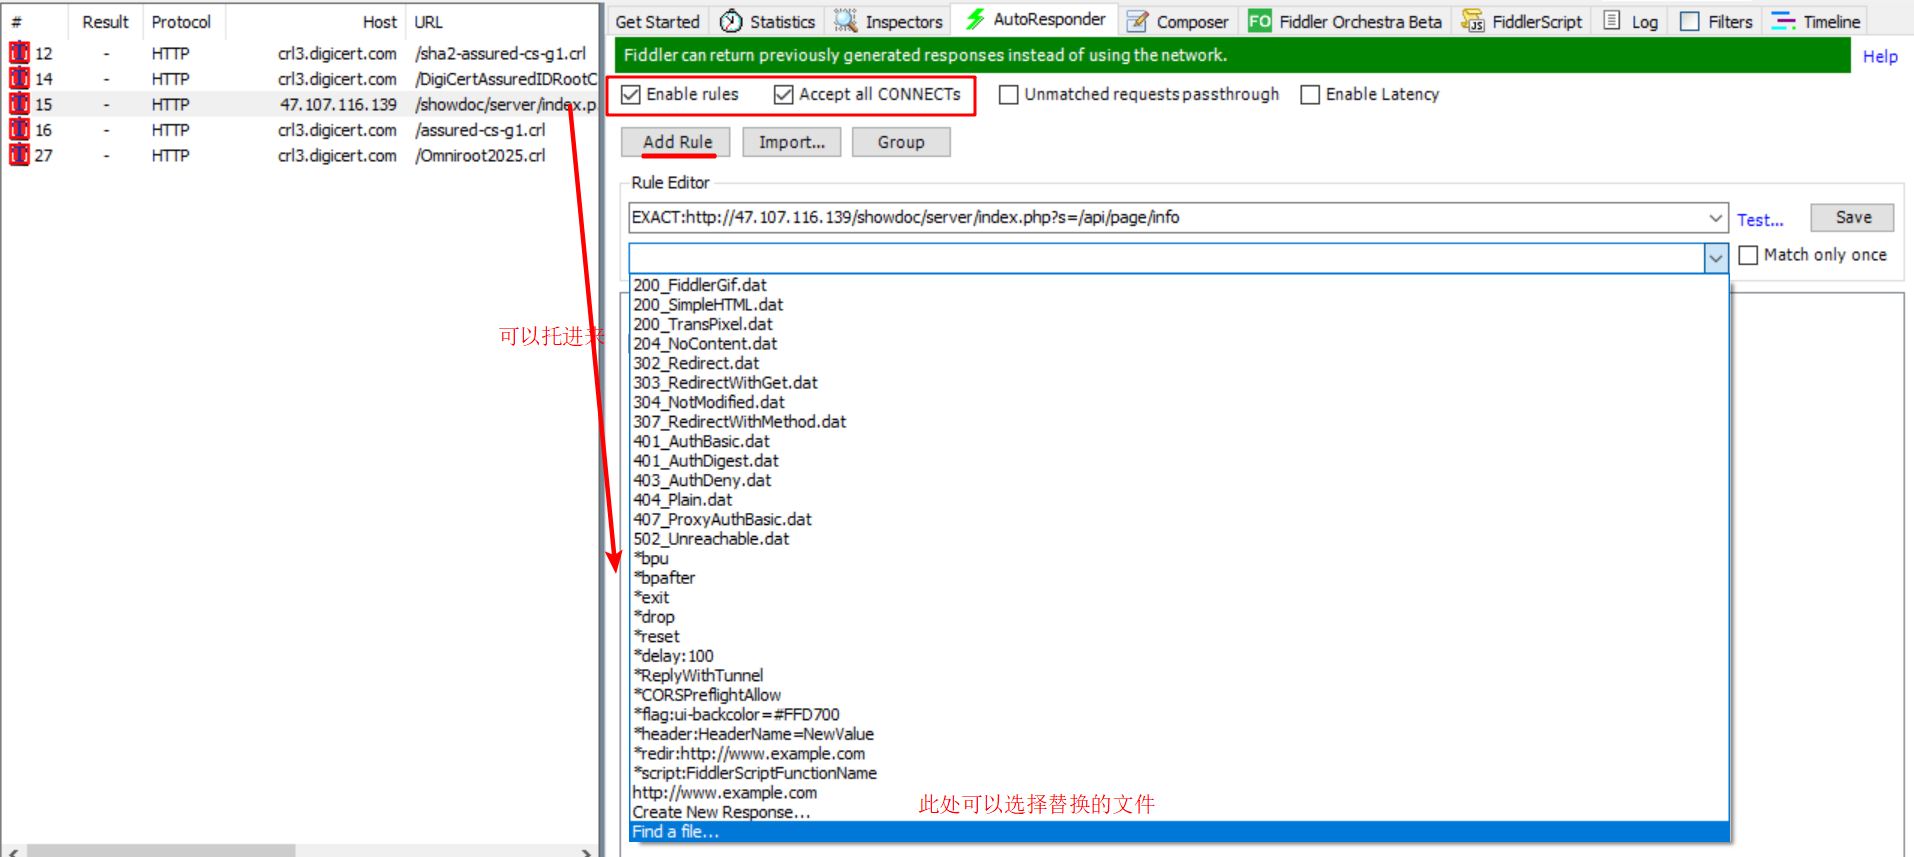 # Result Protocol Host URL
12 - HTTP crl3.digicert.com /sha2-assured-cs-g1.crl
14 - HTTP crl3.digicert.com /DigiCertAssuredIDRootC
15 - HTTP 47.107.116.139 /showdoc/server/index.p
16 - HTTP crl3.digicert.com /assured-cs-g1.crl
27 - HTTP crl3.digicert.com /Omniroot2025.crl
可以托进来
Get Started Statistics Inspectors AutoResponder Composer FO Fiddler Orchestra Beta JS FiddlerScript Log Filters Timeline
Fiddler can return previously generated responses instead of using the network. Help
Enable rules Accept all CONNECTs Unmatched requests passthrough Enable Latency
Add Rule Import... Group
Rule Editor
EXACT:http://47.107.116.139/showdoc/server/index.php?s=/api/page/info Test... Save
Match only once
200_FiddlerGif.dat
200_SimpleHTML.dat
200_TransPixel.dat
204_NoContent.dat
302_Redirect.dat
303_RedirectWithGet.dat
304_NotModified.dat
307_RedirectWithMethod.dat
401_AuthBasic.dat
401_AuthDigest.dat
403_AuthDeny.dat
404_Plain.dat
407_ProxyAuthBasic.dat
502_Unreachable.dat
*bpu
*bpafter
*exit
*drop
*reset
*delay:100
*ReplyWithTunnel
*CORSPreflightAllow
*flag:ui-backcolor=#FFD700
*header:HeaderName=NewValue
*redir:http://www.example.com
*script:FiddlerScriptFunctionName
http://www.example.com
此处可以选择替换的文件
Create New Response...
Find a file...